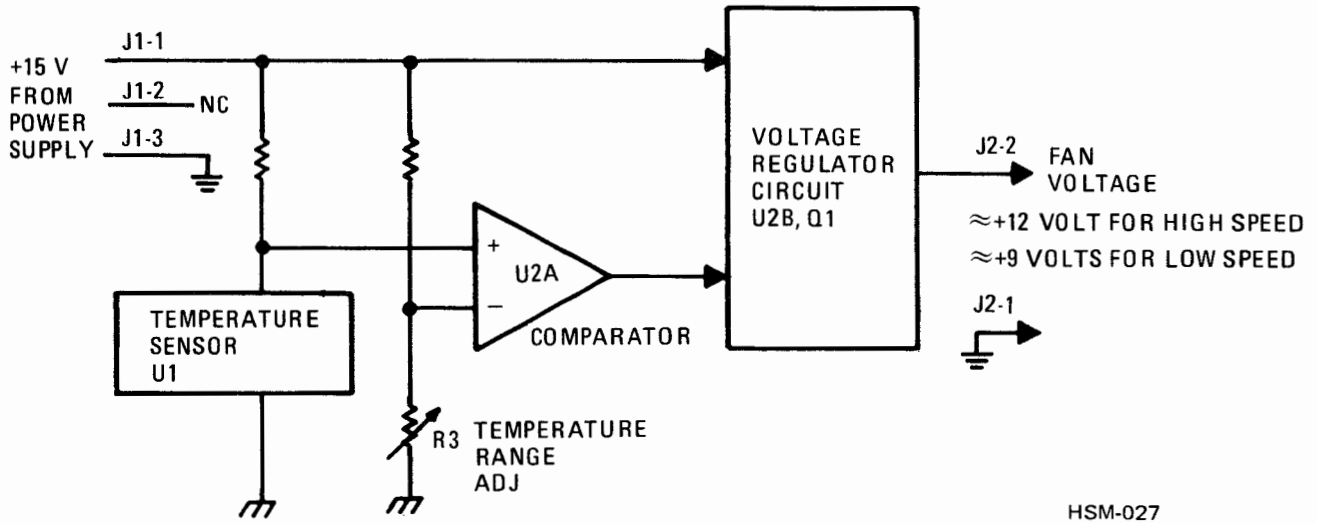 +15 V
FROM
POWER
SUPPLY
J1-1
J1-2
NC
J1-3
TEMPERATURE
SENSOR
U1
+
U2A
−
COMPARATOR
R3
TEMPERATURE
RANGE
ADJ
VOLTAGE
REGULATOR
CIRCUIT
U2B, Q1
J2-2
FAN
VOLTAGE
≈+12 VOLT FOR HIGH SPEED
≈+9 VOLTS FOR LOW SPEED
J2-1
HSM-027